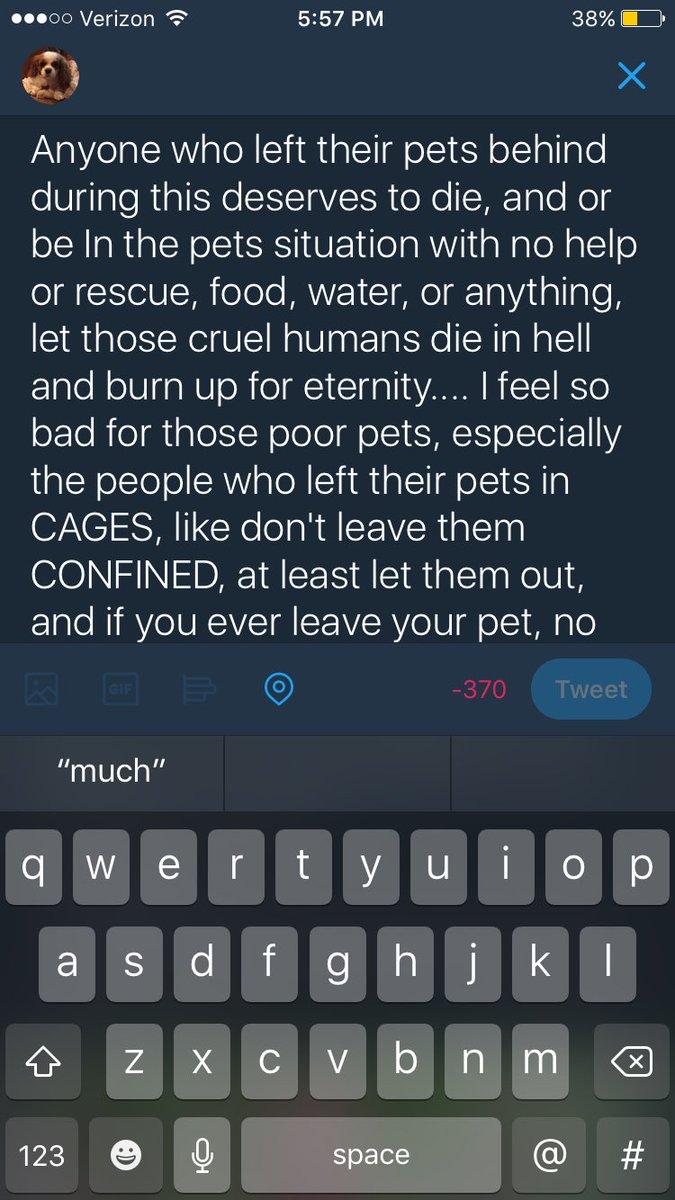 Verizon 5:57 PM 38%
Anyone who left their pets behind
during this deserves to die, and or
be In the pets situation with no help
or rescue, food, water, or anything,
let those cruel humans die in hell
and burn up for eternity.... I feel so
bad for those poor pets, especially
the people who left their pets in
CAGES, like don't leave them
CONFINED, at least let them out,
and if you ever leave your pet, no
GIF -370 Tweet
“much”
q w e r t y u i o p
a s d f g h j k l
z x c v b n m
123 space @ #